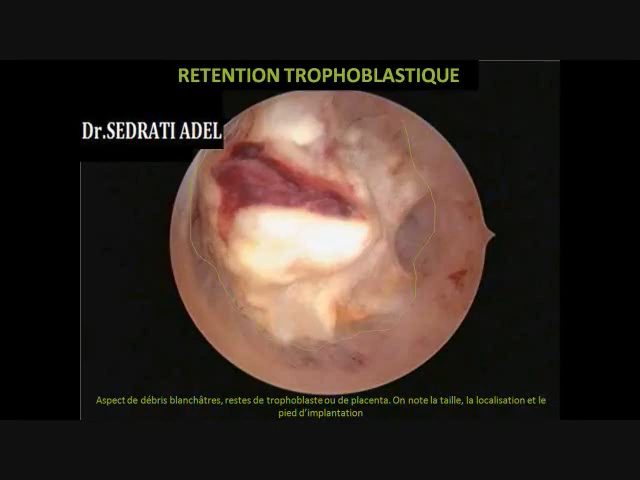 RETENTION TROPHOBLASTIQUE
Dr.SEDRATI ADEL
Aspect de débris blanchâtres, restes de trophoblaste ou de placenta. On note la taille, la localisation et le
pied d'implantation